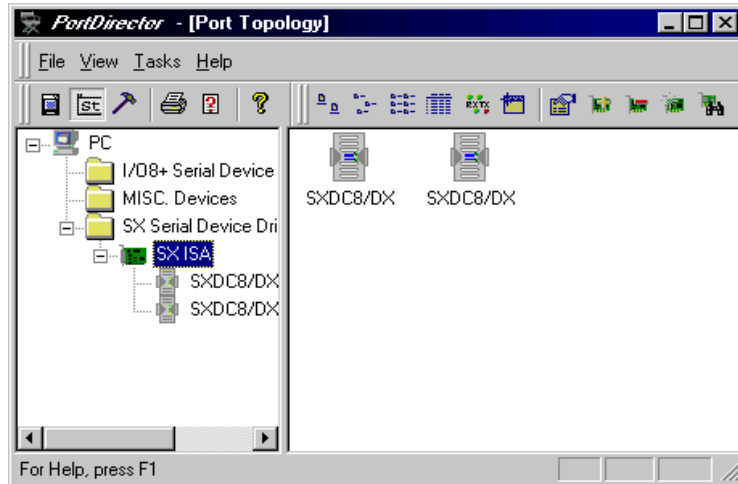 PortDirector - [Port Topology]
File View Tasks Help
st
RXTX
PC
I/O8+ Serial Device
MISC. Devices
SX Serial Device Dri
SX ISA
SXDC8/DX
SXDC8/DX
SXDC8/DX SXDC8/DX
For Help, press F1